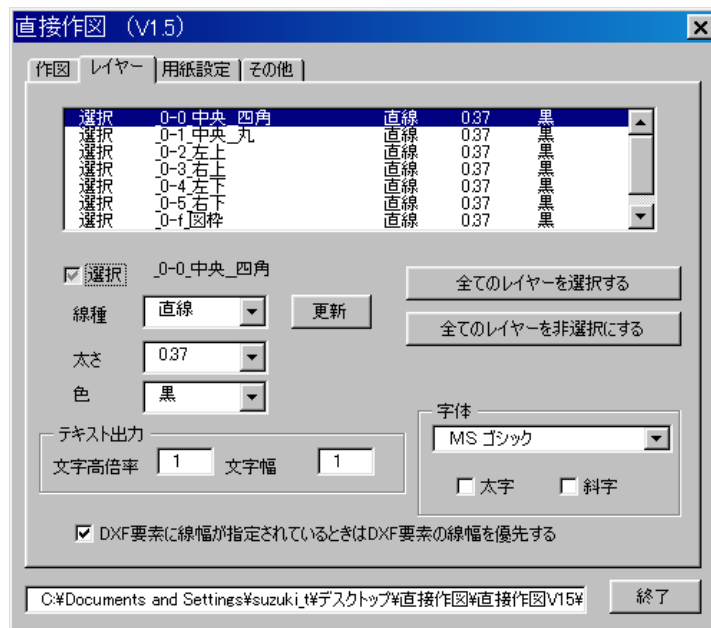 直接作図 （V1.5）
作図 レイヤー 用紙設定 その他
選択 _0-0_中央_四角 直線 0.37 黒
選択 _0-1_中央_丸 直線 0.37 黒
選択 _0-2_左上 直線 0.37 黒
選択 _0-3_右上 直線 0.37 黒
選択 _0-4_左下 直線 0.37 黒
選択 _0-5_右下 直線 0.37 黒
選択 _0-f_図枠 直線 0.37 黒
選択 _0-0_中央_四角
全てのレイヤーを選択する
線種 直線 更新
全てのレイヤーを非選択にする
太さ 0.37
色 黒
字体
MS ゴシック
太字 斜字
テキスト出力
文字高倍率 1 文字幅 1
DXF要素に線幅が指定されているときはDXF要素の線幅を優先する
C:¥Documents and Settings¥suzuki_t¥デスクトップ¥直接作図¥直接作図V15¥
終了